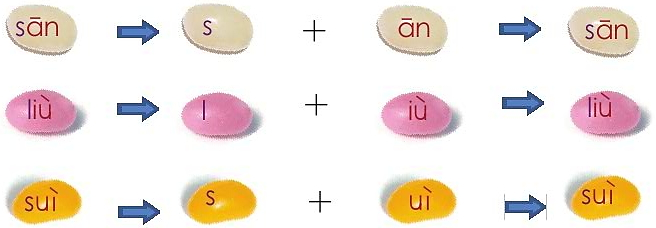 sān s + ān sān
liù l + iù liù
suì s + uì suì